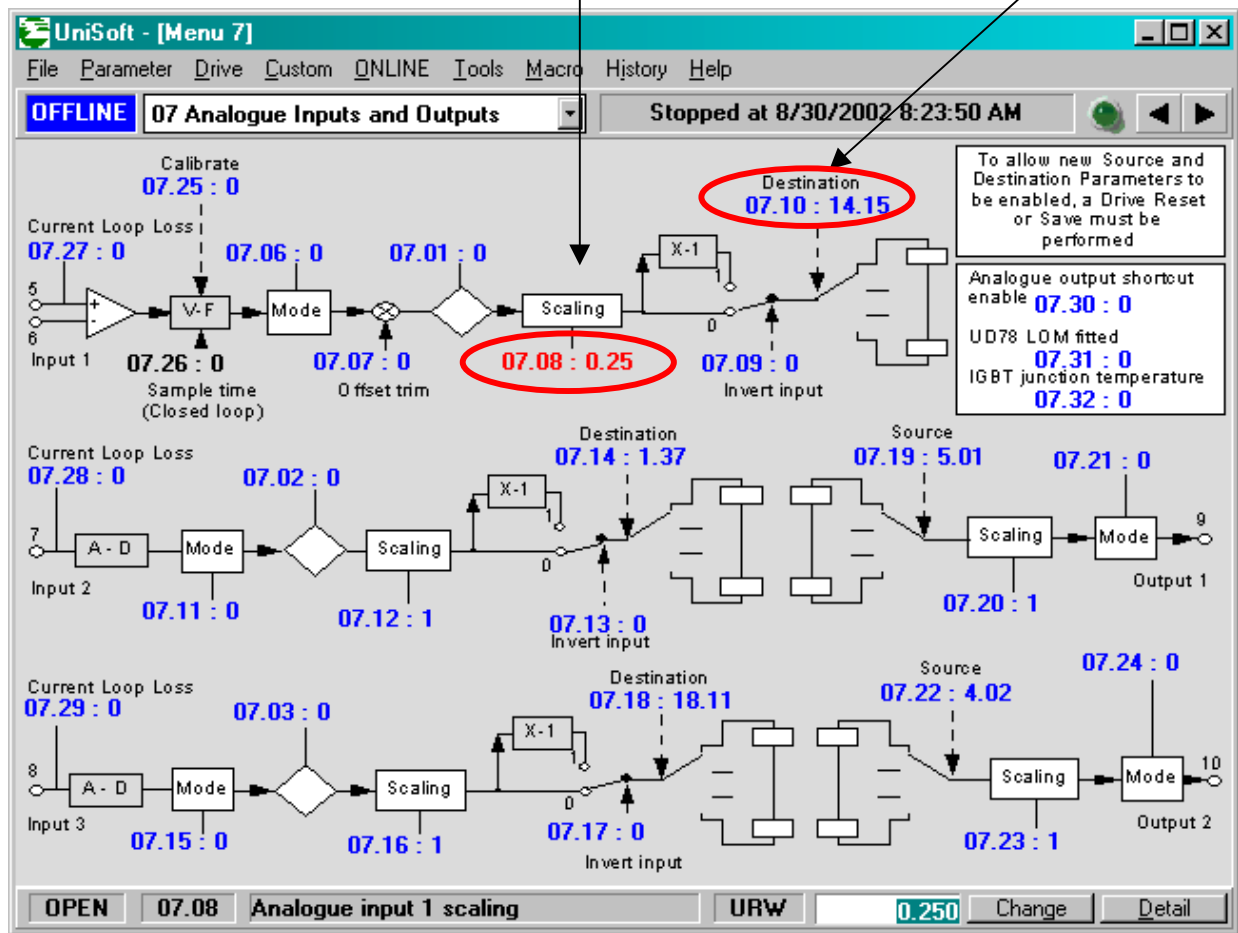 UniSoft - [Menu 7]
File Parameter Drive Custom ONLINE Tools Macro History Help
OFFLINE 07 Analogue Inputs and Outputs Stopped at 8/30/2002 8:23:50 AM
Calibrate
07.25 : 0
Current Loop Loss
07.27 : 0
07.06 : 0
07.01 : 0
Destination
07.10 : 14.15
X-1
1
0
5
6
+
-
V-F
Mode
Scaling
Input 1
07.26 : 0
Sample time
(Closed loop)
07.07 : 0
Offset trim
07.08 : 0.25
07.09 : 0
Invert input
To allow new Source and
Destination Parameters to
be enabled, a Drive Reset
or Save must be
performed
Analogue output shortcut
enable 07.30 : 0
UD78 LOM fitted
07.31 : 0
IGBT junction temperature
07.32 : 0
Current Loop Loss
07.28 : 0
07.02 : 0
Destination
07.14 : 1.37
X-1
1
0
7
A - D
Mode
Scaling
Input 2
07.11 : 0
07.12 : 1
07.13 : 0
Invert input
Source
07.19 : 5.01
07.21 : 0
Scaling
Mode
9
07.20 : 1
Output 1
Current Loop Loss
07.29 : 0
07.03 : 0
Destination
07.18 : 18.11
X-1
1
0
8
A - D
Mode
Scaling
Input 3
07.15 : 0
07.16 : 1
07.17 : 0
Invert input
Source
07.22 : 4.02
07.24 : 0
Scaling
Mode
10
07.23 : 1
Output 2
OPEN 07.08 Analogue input 1 scaling URW 0.250 Change Detail